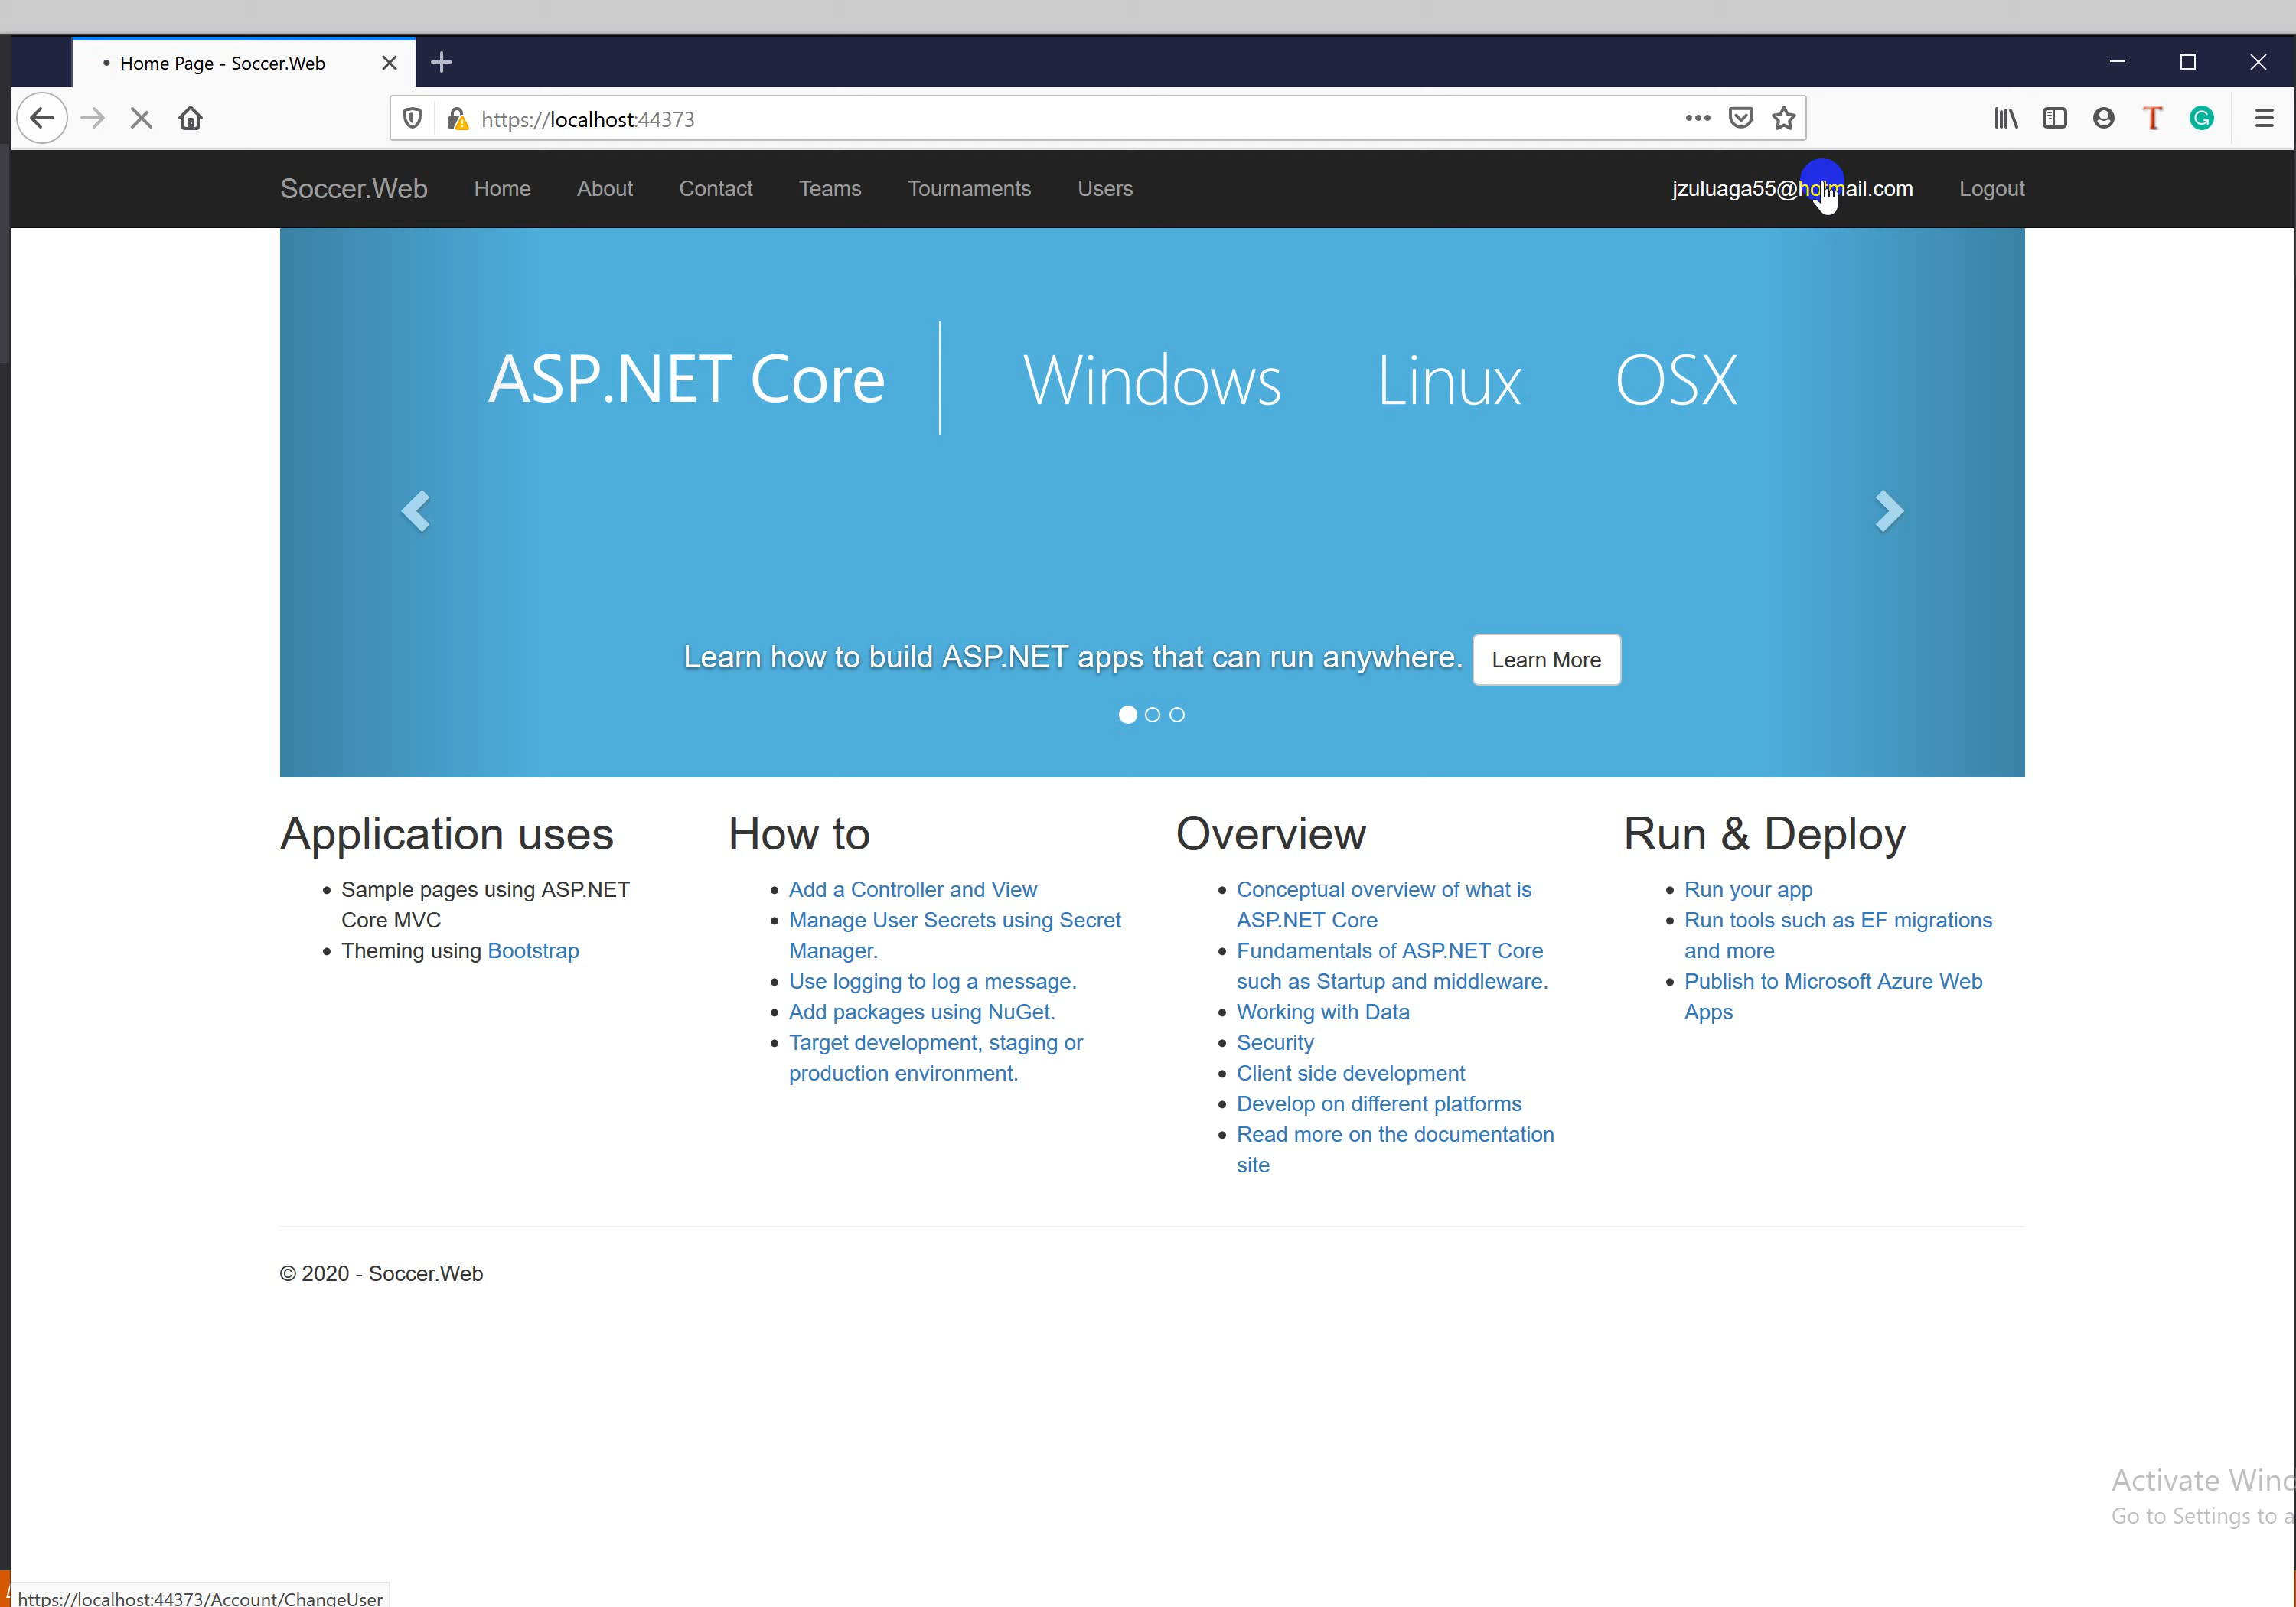 Home Page - Soccer.Web
https://localhost:44373
Soccer.Web Home About Contact Teams Tournaments Users jzuluaga55@hotmail.com Logout
ASP.NET Core Windows Linux OSX
Learn how to build ASP.NET apps that can run anywhere. Learn More
Application uses
Sample pages using ASP.NET
Core MVC
Theming using Bootstrap
How to
Add a Controller and View
Manage User Secrets using Secret
Manager.
Use logging to log a message.
Add packages using NuGet.
Target development, staging or
production environment.
Overview
Conceptual overview of what is
ASP.NET Core
Fundamentals of ASP.NET Core
such as Startup and middleware.
Working with Data
Security
Client side development
Develop on different platforms
Read more on the documentation
site
Run & Deploy
Run your app
Run tools such as EF migrations
and more
Publish to Microsoft Azure Web
Apps
© 2020 - Soccer.Web
Activate
Go to Settings to
https://localhost:44373/Account/ChangeUser